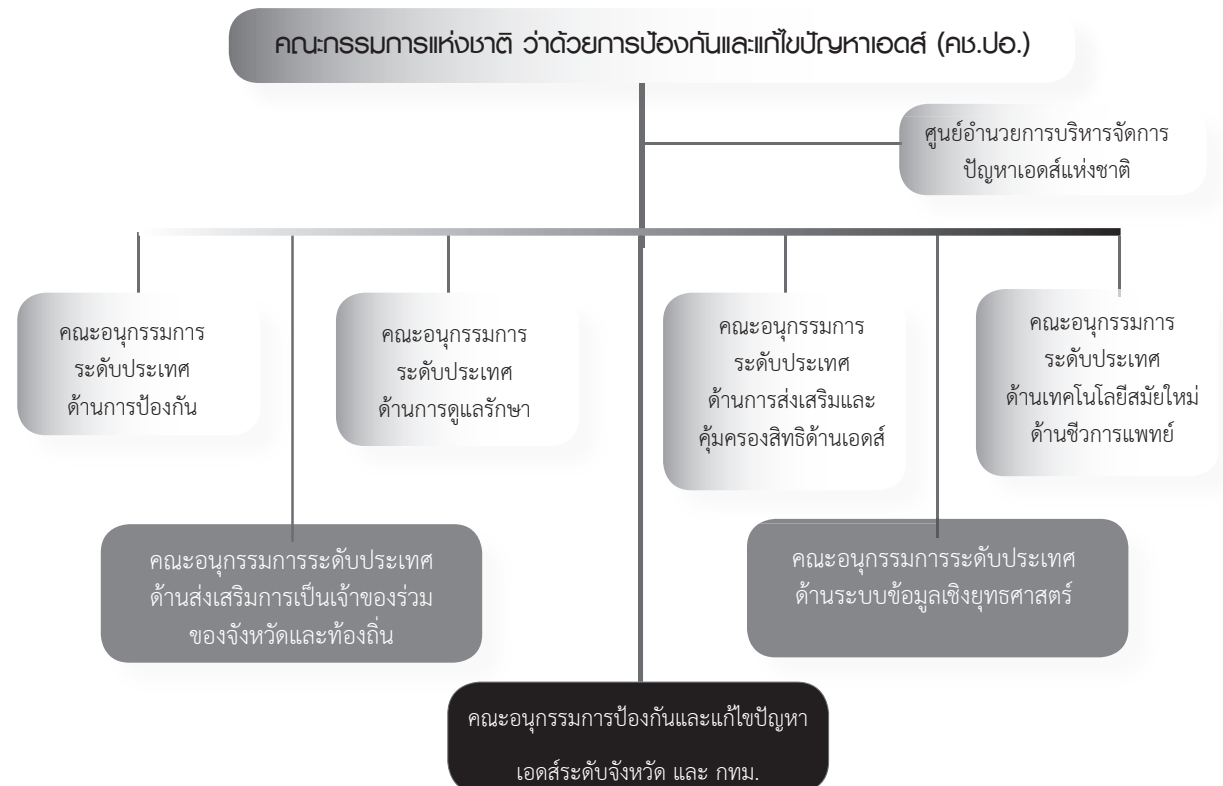 คณะกรรมการแห่งชาติ ว่าด้วยการป้องกันและแก้ไขปัญหาเอดส์ (คช.ปอ.)
ศูนย์อำนวยการบริหารจัดการ
ปัญหาเอดส์แห่งชาติ
คณะอนุกรรมการ
ระดับประเทศ
ด้านการป้องกัน
คณะอนุกรรมการ
ระดับประเทศ
ด้านการดูแลรักษา
คณะอนุกรรมการ
ระดับประเทศ
ด้านการส่งเสริมและ
คุ้มครองสิทธิด้านเอดส์
คณะอนุกรรมการ
ระดับประเทศ
ด้านเทคโนโลยีสมัยใหม่
ด้านชีวการแพทย์
คณะอนุกรรมการระดับประเทศ
ด้านส่งเสริมการเป็นเจ้าของร่วม
ของจังหวัดและท้องถิ่น
คณะอนุกรรมการระดับประเทศ
ด้านระบบข้อมูลเชิงยุทธศาสตร์
คณะอนุกรรมการป้องกันและแก้ไขปัญหา
เอดส์ระดับจังหวัด และ กทม.